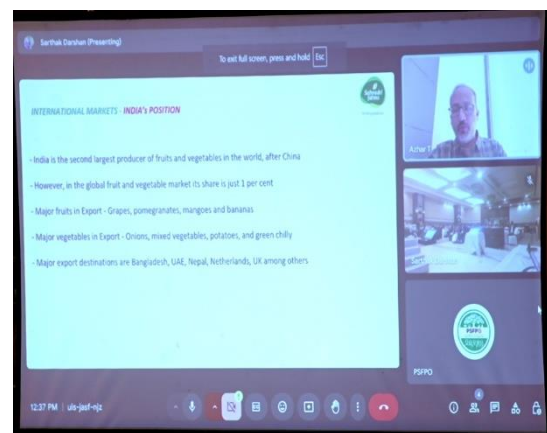 Sarthak Darshan (Presenting)
To exit full screen, press and hold Esc
INTERNATIONAL MARKETS - INDIA's POSITION
- India is the second largest producer of fruits and vegetables in the world, after China
- However, in the global fruit and vegetable market its share is just 1 per cent
- Major fruits in Export - Grapes, pomegranates, mangoes and bananas
- Major vegetables in Export - Onions, mixed vegetables, potatoes, and green chilly
- Major export destinations are Bangladesh, UAE, Nepal, Netherlands, UK among others
PSFPO
PSFPO
12:37 PM | uis-jasf-njz
4